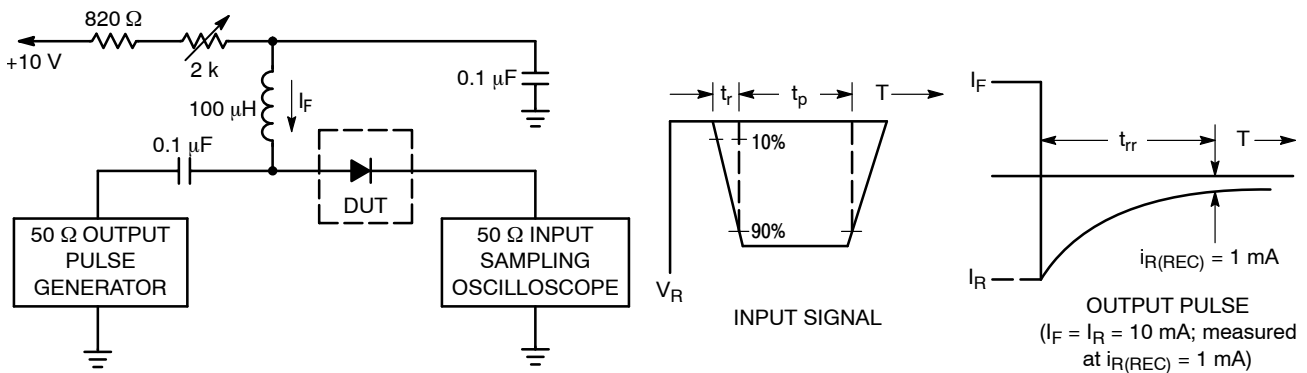 820 Ω
+10 V
2 k
100 μH
I_F
0.1 μF
0.1 μF
DUT
50 Ω OUTPUT
PULSE
GENERATOR
50 Ω INPUT
SAMPLING
OSCILLOSCOPE
t_r
t_p
T
10%
90%
V_R
INPUT SIGNAL
I_F
t_rr
T
I_R
i_R(REC) = 1 mA
OUTPUT PULSE
(I_F = I_R = 10 mA; measured
at i_R(REC) = 1 mA)